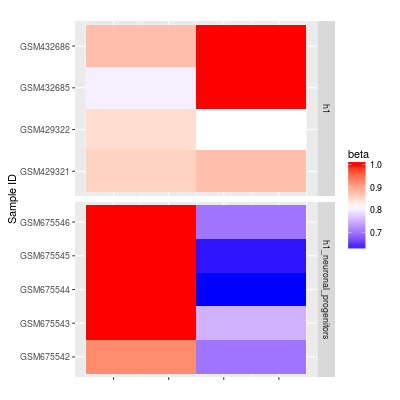 Sample ID
GSM432686
GSM432685
GSM429322
GSM429321
h1
GSM675546
GSM675545
GSM675544
GSM675543
GSM675542
h1_neuronal_progenitors
beta
1.0
0.9
0.8
0.7